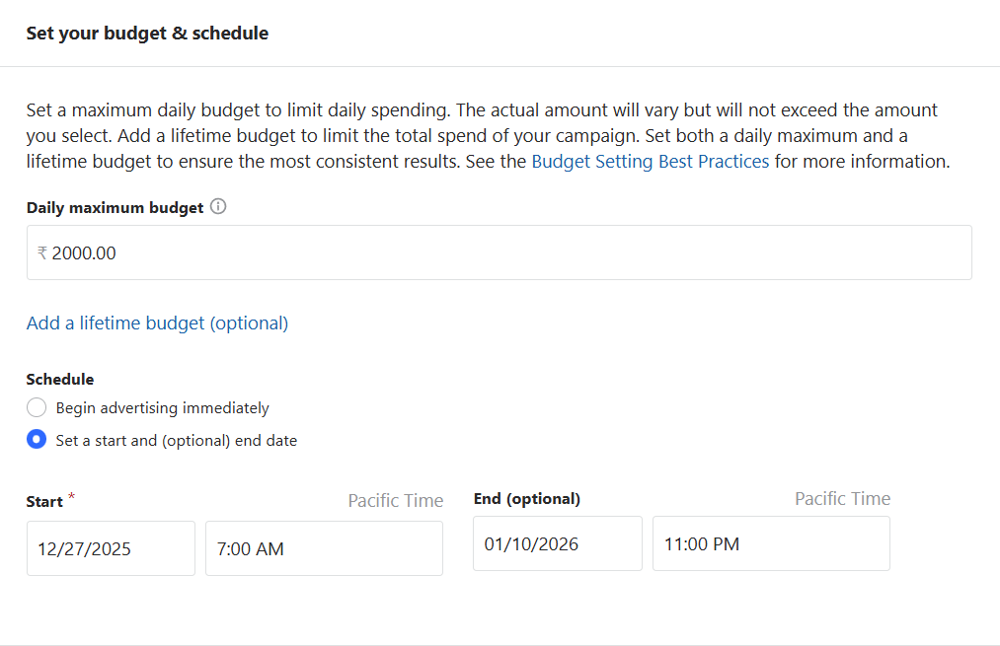 Set your budget & schedule
Set a maximum daily budget to limit daily spending. The actual amount will vary but will not exceed the amount
you select. Add a lifetime budget to limit the total spend of your campaign. Set both a daily maximum and a
lifetime budget to ensure the most consistent results. See the Budget Setting Best Practices for more information.
Daily maximum budget
₹ 2000.00
Add a lifetime budget (optional)
Schedule
Begin advertising immediately
Set a start and (optional) end date
Start * Pacific Time End (optional) Pacific Time
12/27/2025 7:00 AM 01/10/2026 11:00 PM